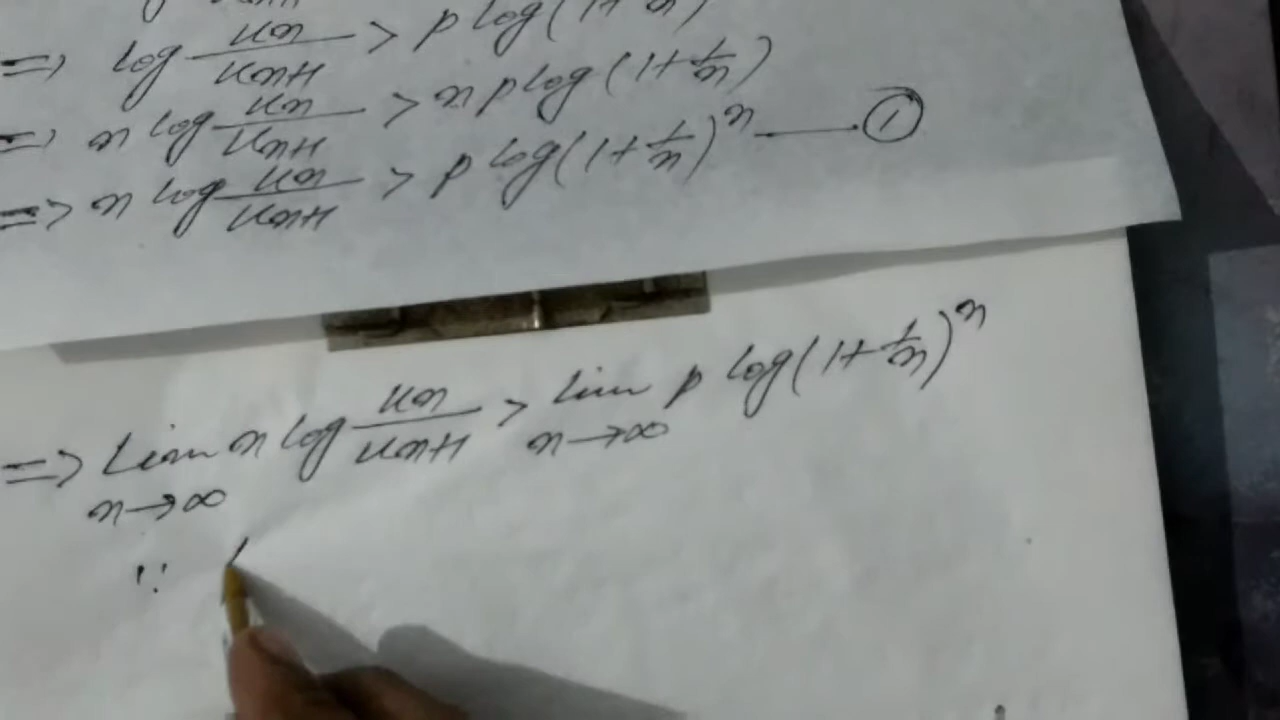 => log un/un+1 > p log(1+1/n)
=> n log un/un+1 > n p log(1+1/n)
=> n log un/un+1 > p log(1+1/n)^n —— ①
=> Lim n→∞ n log un/un+1 > Lim n→∞ p log(1+1/n)^n
∵